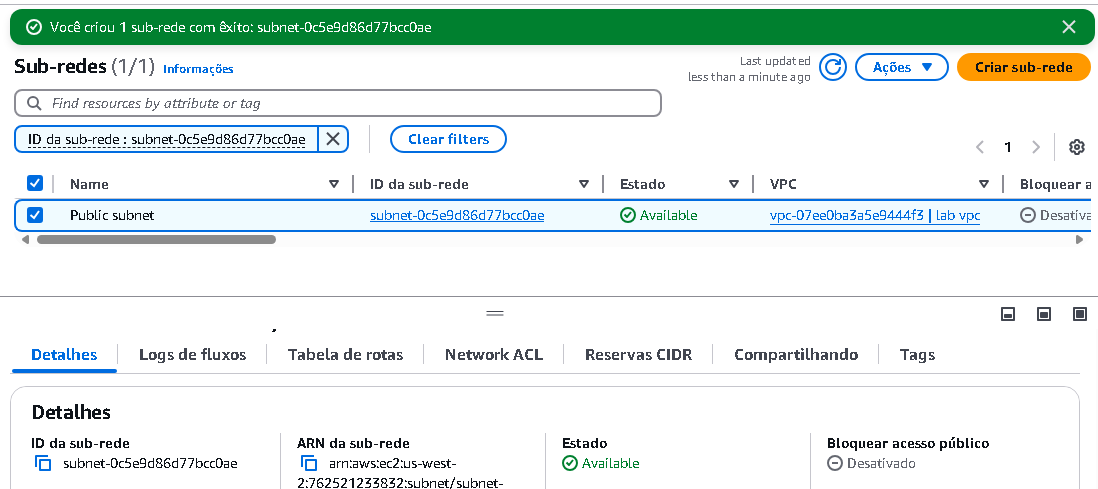 Você criou 1 sub-rede com êxito: subnet-0c5e9d86d77bcc0ae
Sub-redes (1/1) Informações
Last updated
less than a minute ago
Ações
Criar sub-rede
Find resources by attribute or tag
ID da sub-rede : subnet-0c5e9d86d77bcc0ae
Clear filters
1
Name ID da sub-rede Estado VPC Bloquear a
Public subnet subnet-0c5e9d86d77bcc0ae Available vpc-07ee0ba3a5e9444f3 | lab vpc Desativa
Detalhes Logs de fluxos Tabela de rotas Network ACL Reservas CIDR Compartilhando Tags
Detalhes
ID da sub-rede
subnet-0c5e9d86d77bcc0ae
ARN da sub-rede
arn:aws:ec2:us-west-
2:762521233832:subnet/subnet-
Estado
Available
Bloquear acesso público
Desativado